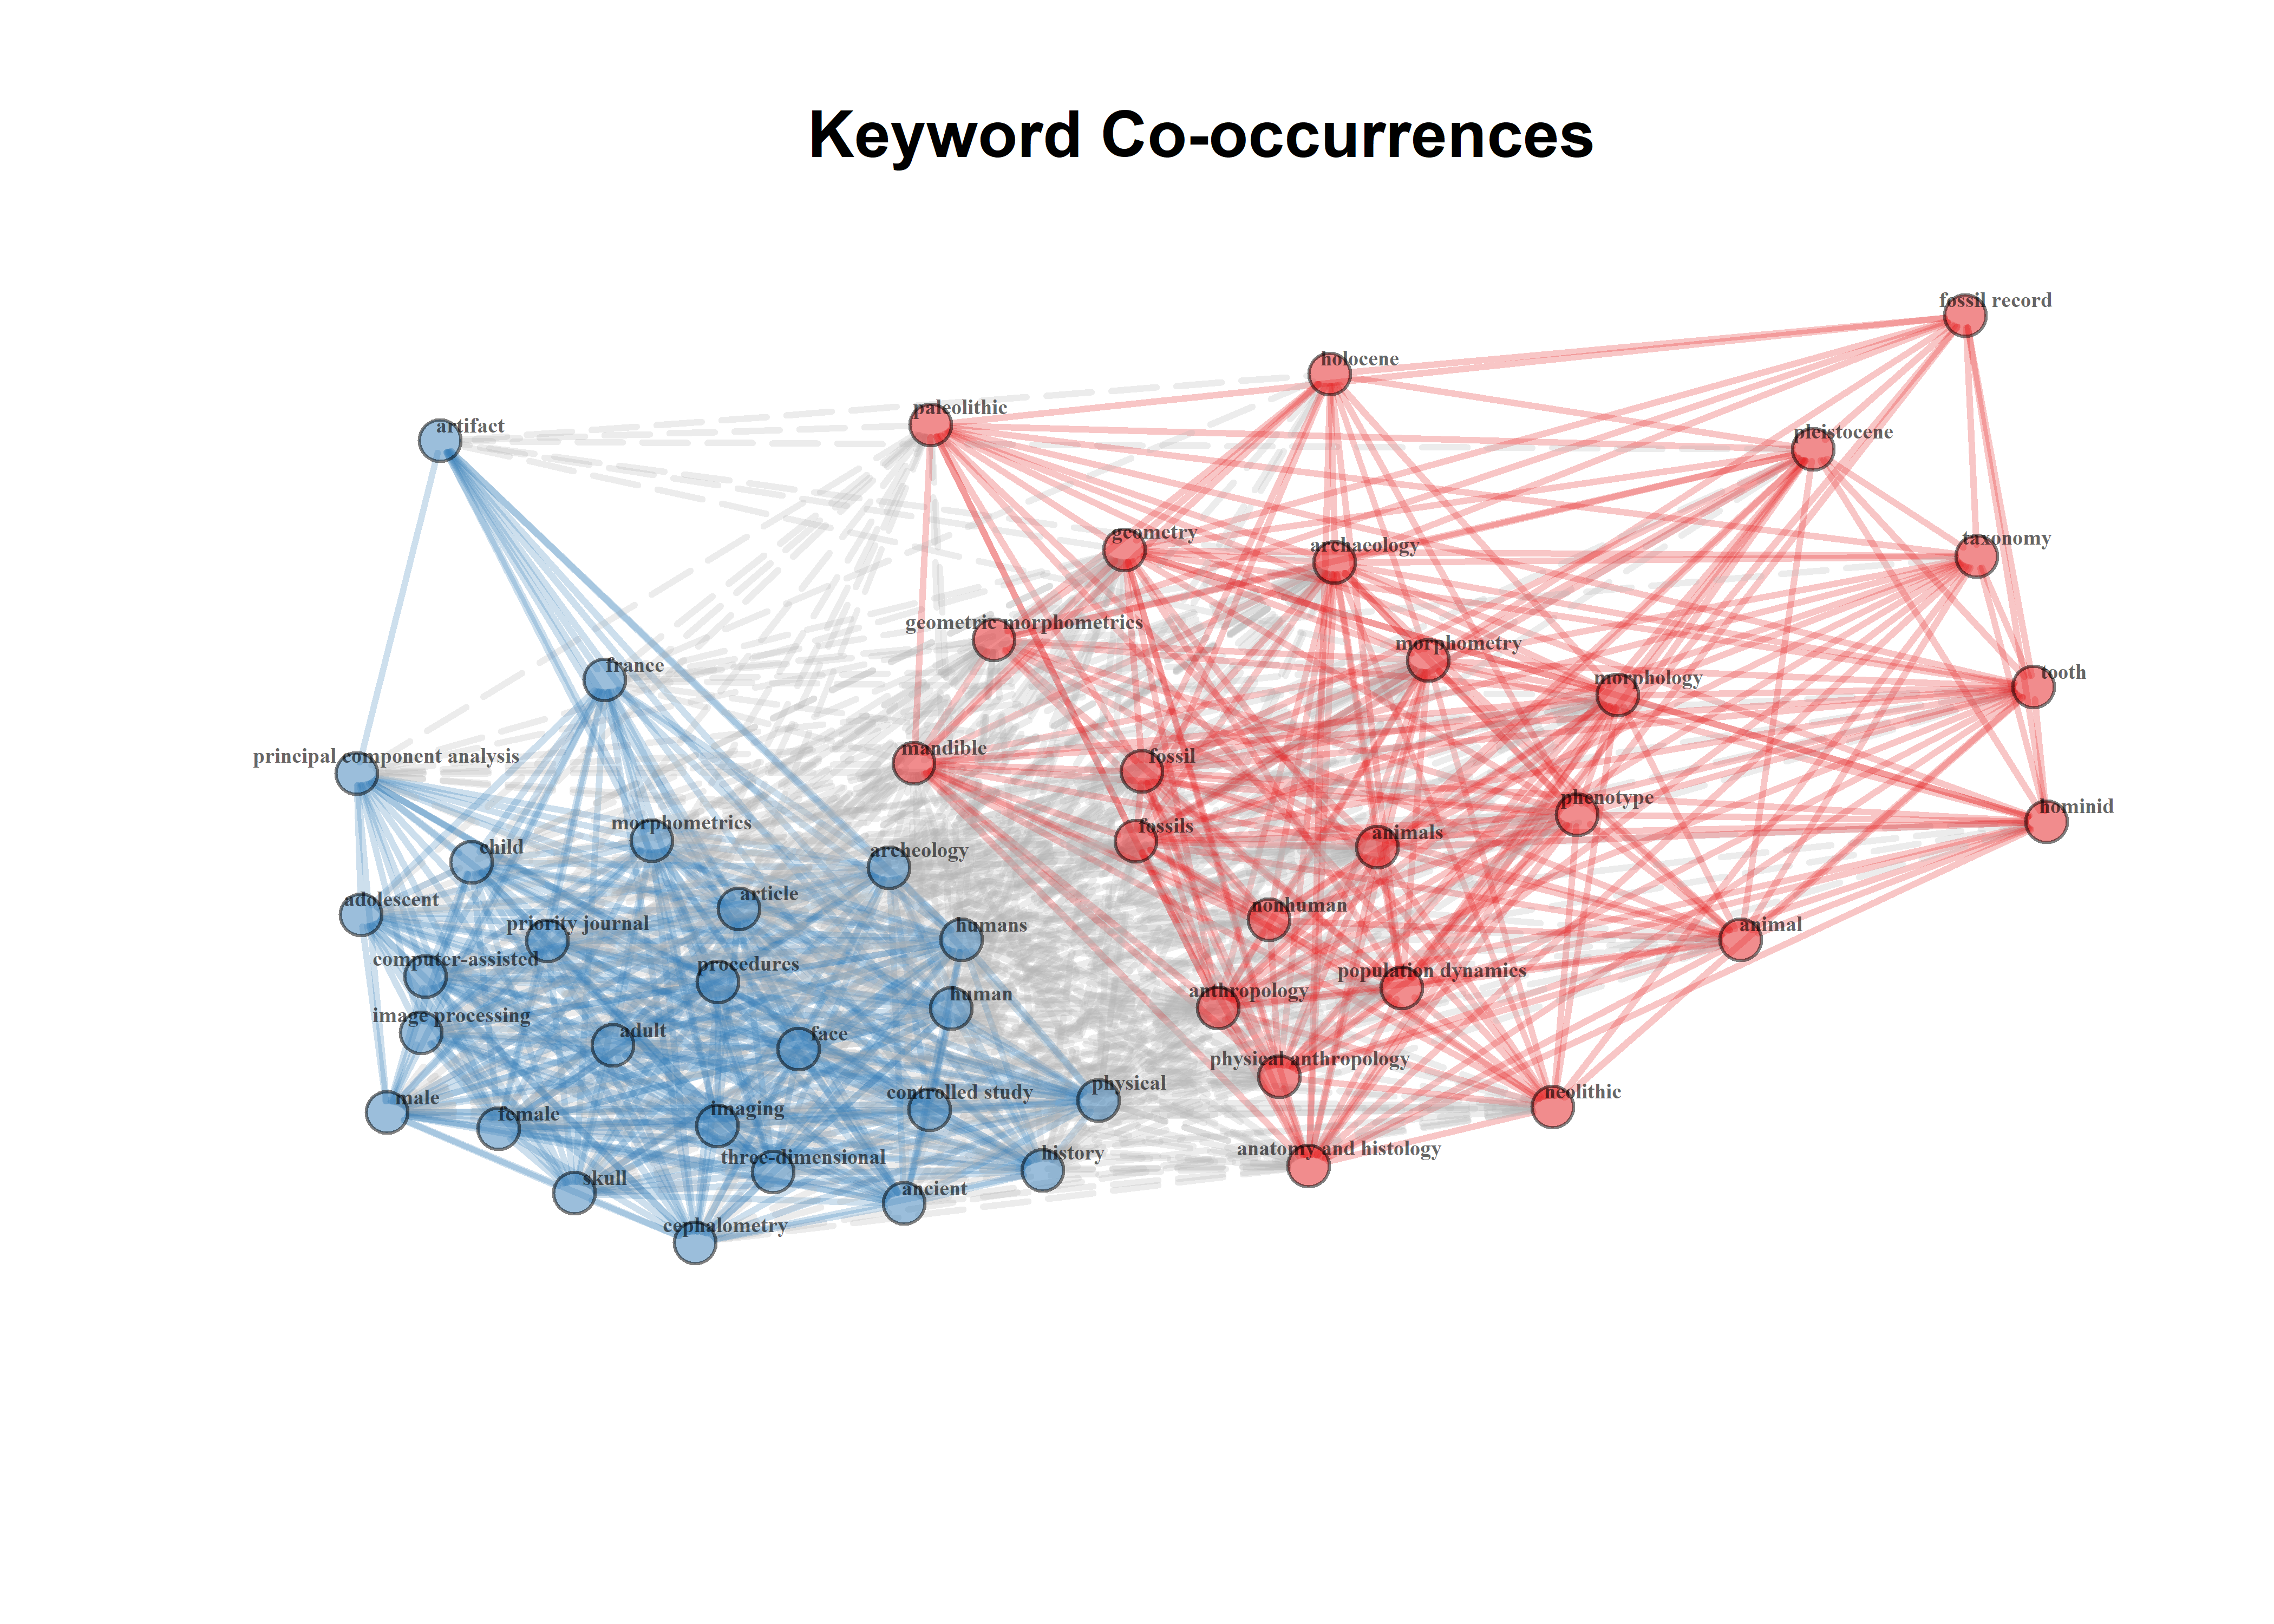 Keyword Co-occurrences
fossil record
holocene
paleolithic
artifact
pleistocene
geometry
archaeology
taxonomy
geometric morphometrics
morphometry
france
morphology
tooth
mandible
fossil
principal component analysis
phenotype
hominid
morphometrics
fossils
animals
child
archeology
article
adolescent
nonhuman
priority journal
humans
animal
computer-assisted
procedures
population dynamics
anthropology
human
image processing
adult
face
physical anthropology
physical
controlled study
neolithic
male
female
imaging
anatomy and histology
history
three-dimensional
skull
ancient
cephalometry